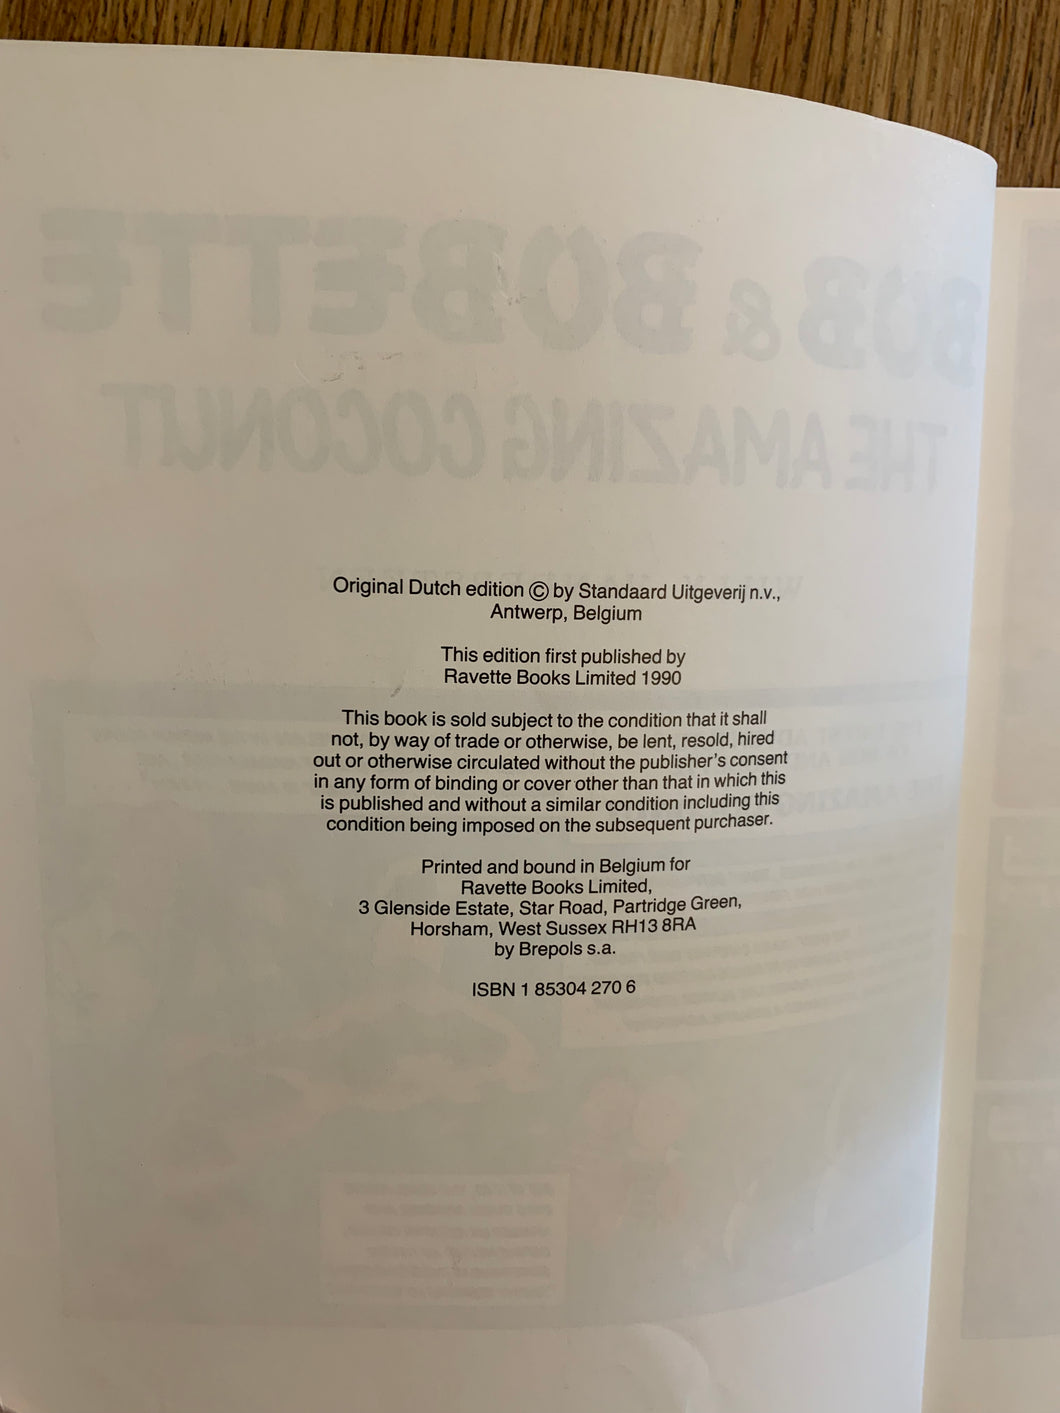 BOB & BOBETTE
THE AMAZING COCONUT
Original Dutch edition © by Standaard Uitgeverij n.v.,
Antwerp, Belgium
This edition first published by
Ravette Books Limited 1990
This book is sold subject to the condition that it shall
not, by way of trade or otherwise, be lent, resold, hired
out or otherwise circulated without the publisher's consent
in any form of binding or cover other than that in which this
is published and without a similar condition including this
condition being imposed on the subsequent purchaser.
Printed and bound in Belgium for
Ravette Books Limited,
3 Glenside Estate, Star Road, Partridge Green,
Horsham, West Sussex RH13 8RA
by Brepols s.a.
ISBN 1 85304 270 6